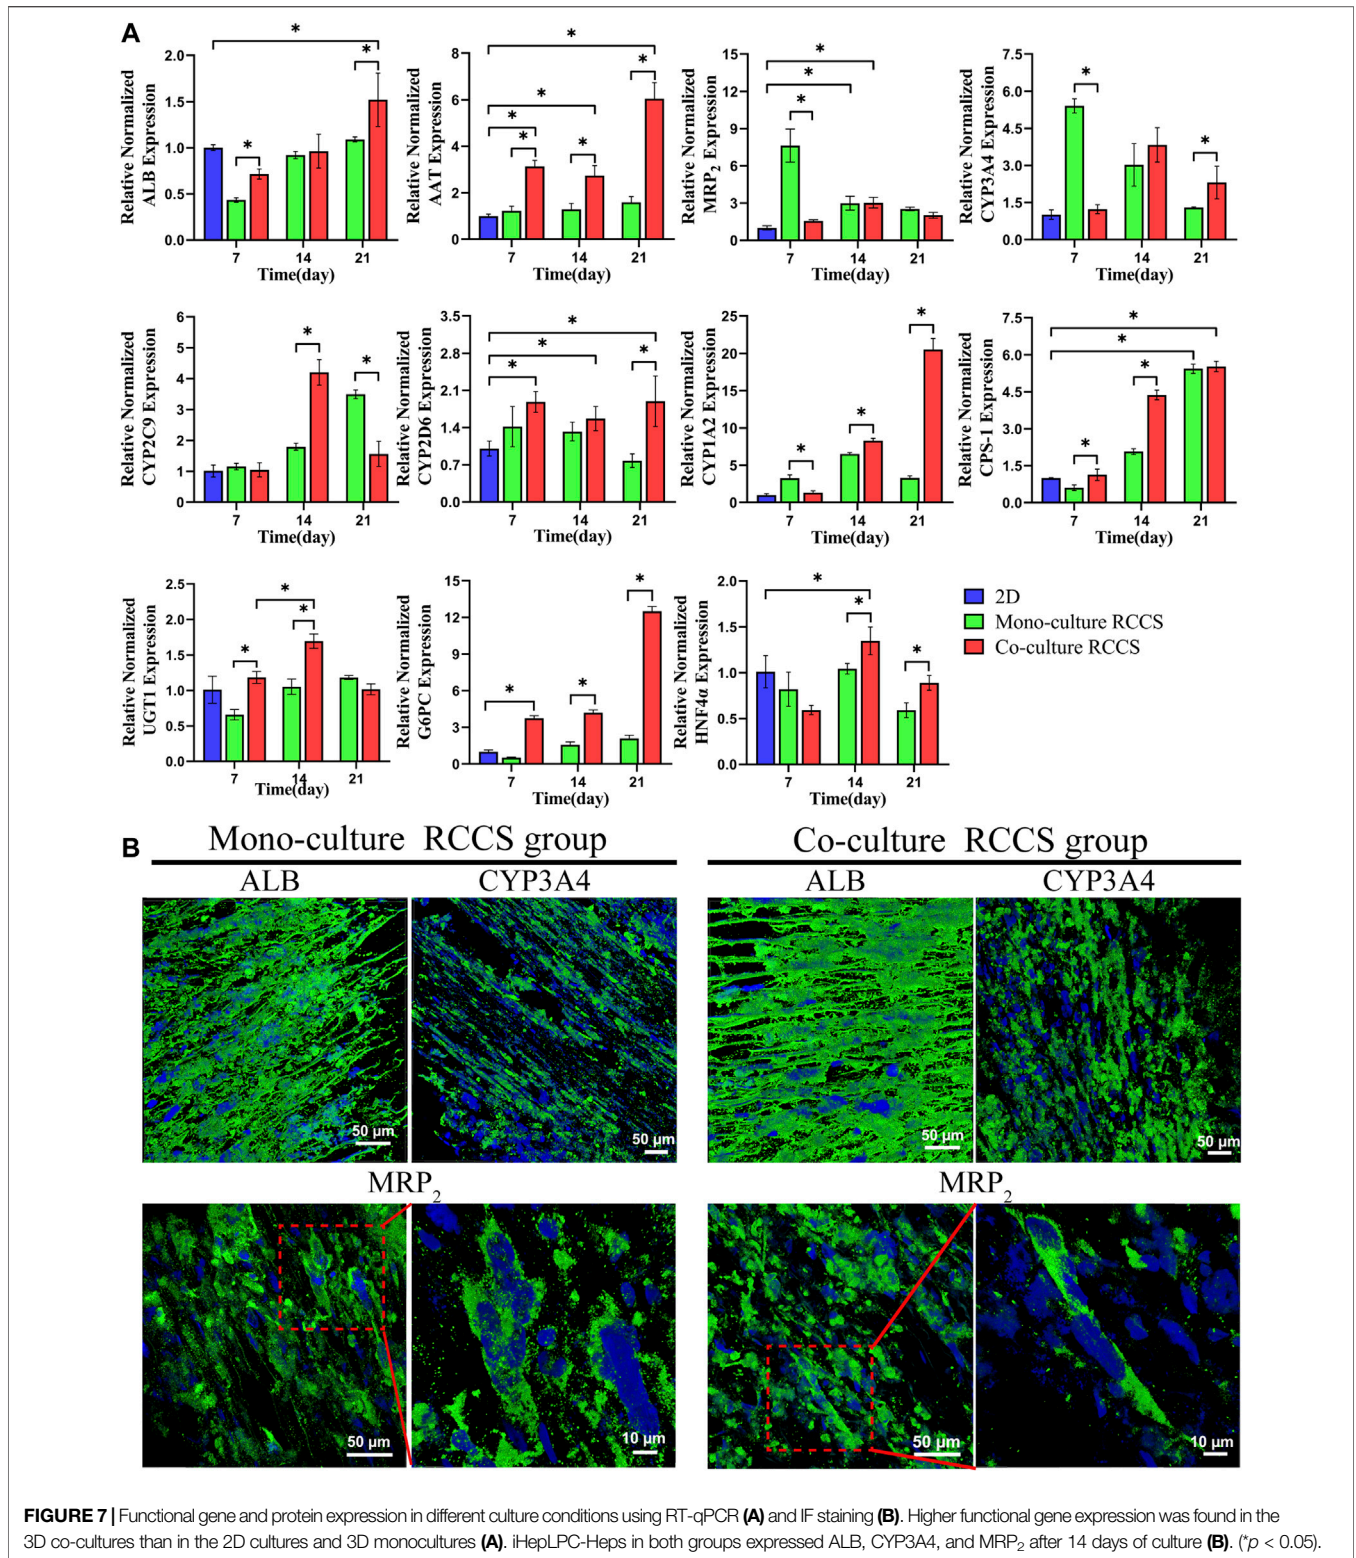 A
Relative Normalized
ALB Expression
2.0
1.5
1.0
0.5
0.0
*
*
*
7 14 21
Time(day)
Relative Normalized
AAT Expression
8
6
4
2
0
*
*
*
*
*
*
7 14 21
Time(day)
Relative Normalized
MRP2 Expression
15
12
9
6
3
0
*
*
*
7 14 21
Time(day)
Relative Normalized
CYP3A4 Expression
7.5
6.0
4.5
3.0
1.5
0.0
*
*
7 14 21
Time(day)
Relative Normalized
CYP2C9 Expression
6
5
4
3
2
1
0
*
*
7 14 21
Time(day)
Relative Normalized
CYP2D6 Expression
3.5
2.8
2.1
1.4
0.7
0.0
*
*
*
*
7 14 21
Time(day)
Relative Normalized
CYP1A2 Expression
25
20
15
10
5
0
*
*
*
7 14 21
Time(day)
Relative Normalized
CPS-1 Expression
7.5
6.0
4.5
3.0
1.5
0.0
*
*
*
*
7 14 21
Time(day)
Relative Normalized
UGT1 Expression
2.5
2.0
1.5
1.0
0.5
0.0
*
*
*
7 14 21
Time(day)
Relative Normalized
G6PC Expression
15
12
9
6
3
0
*
*
*
7 14 21
Time(day)
Relative Normalized
HNF4α Expression
2.0
1.5
1.0
0.5
0.0
*
*
*
7 14 21
Time(day)
2D
Mono-culture RCCS
Co-culture RCCS
B
Mono-culture RCCS group
Co-culture RCCS group
ALB CYP3A4 ALB CYP3A4
50 µm 50 µm 50 µm 50 µm
MRP2 MRP2
50 µm 10 µm 50 µm 10 µm
FIGURE 7 | Functional gene and protein expression in different culture conditions using RT-qPCR (A) and IF staining (B). Higher functional gene expression was found in the
3D co-cultures than in the 2D cultures and 3D monocultures (A). iHepLPC-Heps in both groups expressed ALB, CYP3A4, and MRP2 after 14 days of culture (B). (*p < 0.05).